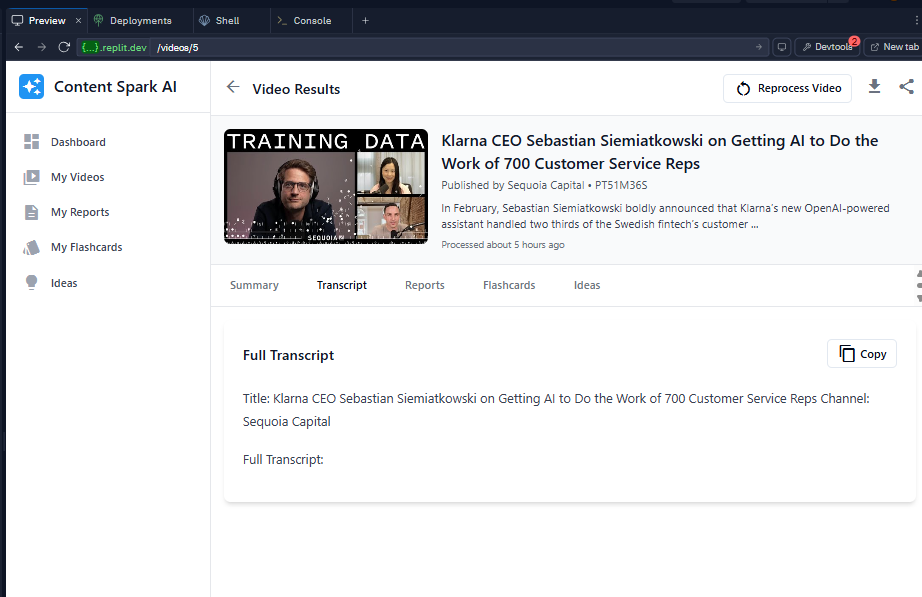 Preview
Deployments
Shell
Console
{...}.replit.dev /videos/5
Devtools 2
New tab
Content Spark AI
Video Results
Reprocess Video
Dashboard
My Videos
My Reports
My Flashcards
Ideas
TRAINING DATA
SEQUOIA
Klarna CEO Sebastian Siemiatkowski on Getting AI to Do the
Work of 700 Customer Service Reps
Published by Sequoia Capital • PT51M36S
In February, Sebastian Siemiatkowski boldly announced that Klarna's new OpenAI-powered
assistant handled two thirds of the Swedish fintech's customer ...
Processed about 5 hours ago
Summary
Transcript
Reports
Flashcards
Ideas
Full Transcript
Copy
Title: Klarna CEO Sebastian Siemiatkowski on Getting AI to Do the Work of 700 Customer Service Reps Channel:
Sequoia Capital
Full Transcript: